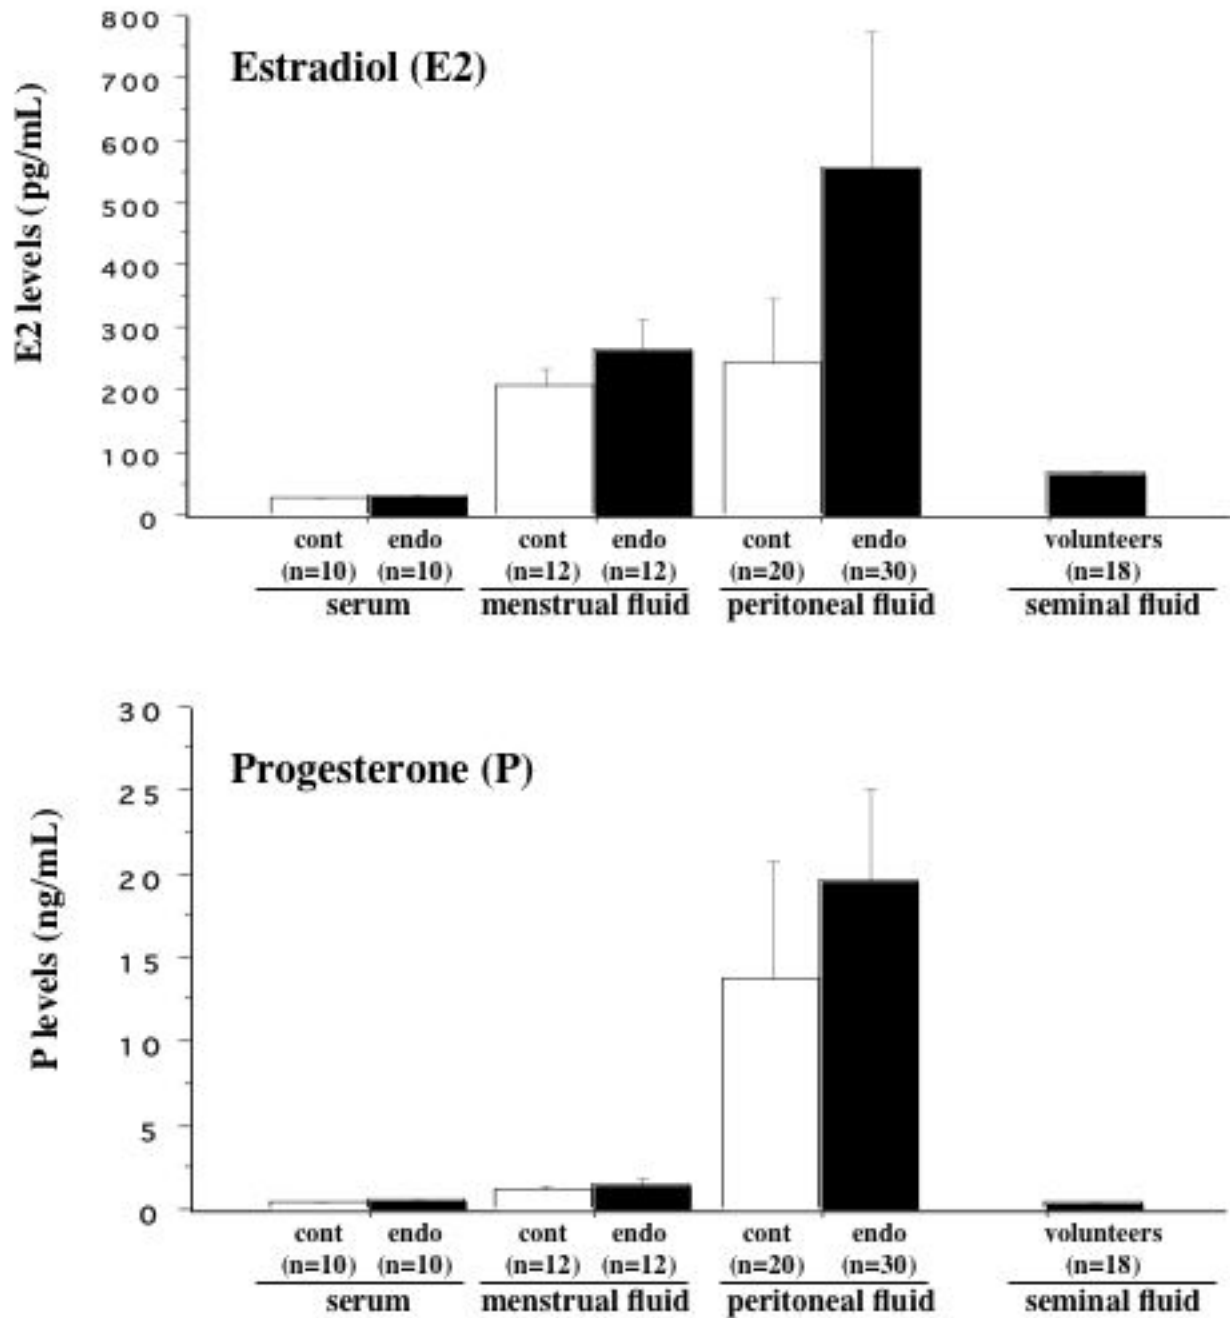 Estradiol (E2)
E2 levels (pg/mL)
800
700
600
500
400
300
200
100
0
cont endo cont endo cont endo volunteers
(n=10) (n=10) (n=12) (n=12) (n=20) (n=30) (n=18)
serum menstrual fluid peritoneal fluid seminal fluid
Progesterone (P)
P levels (ng/mL)
30
25
20
15
10
5
0
cont endo cont endo cont endo volunteers
(n=10) (n=10) (n=12) (n=12) (n=20) (n=30) (n=18)
serum menstrual fluid peritoneal fluid seminal fluid